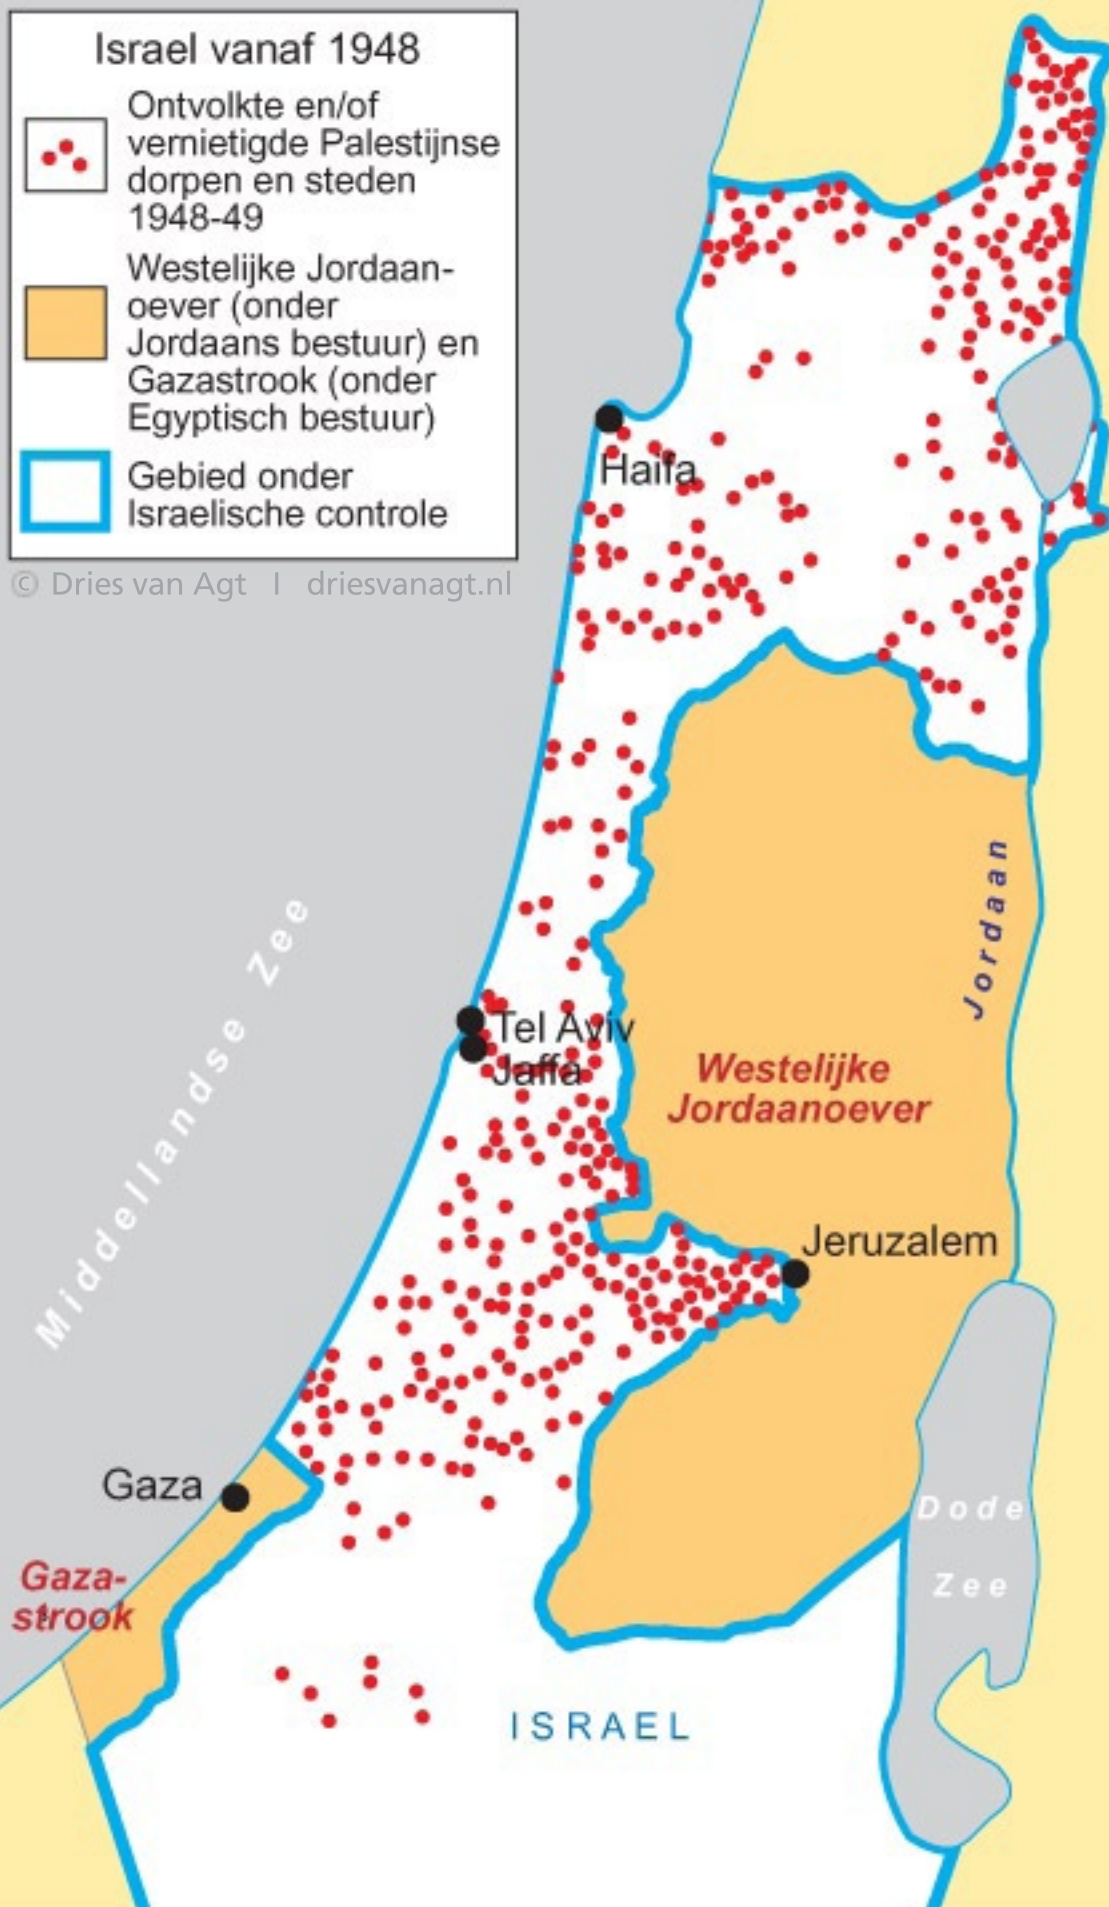 Israel vanaf 1948
Ontvolkte en/of
vernietigde Palestijnse
dorpen en steden
1948-49
Westelijke Jordaan-
oever (onder
Jordaans bestuur) en
Gazastrook (onder
Egyptisch bestuur)
Gebied onder
Israelische controle
© Dries van Agt I driesvanagt.nl
Haifa
Middellandse Zee
Jordaan
Tel Aviv
Jaffa
Westelijke
Jordaanoever
Jeruzalem
Gaza
Gaza-
strook
Dode
Zee
ISRAEL